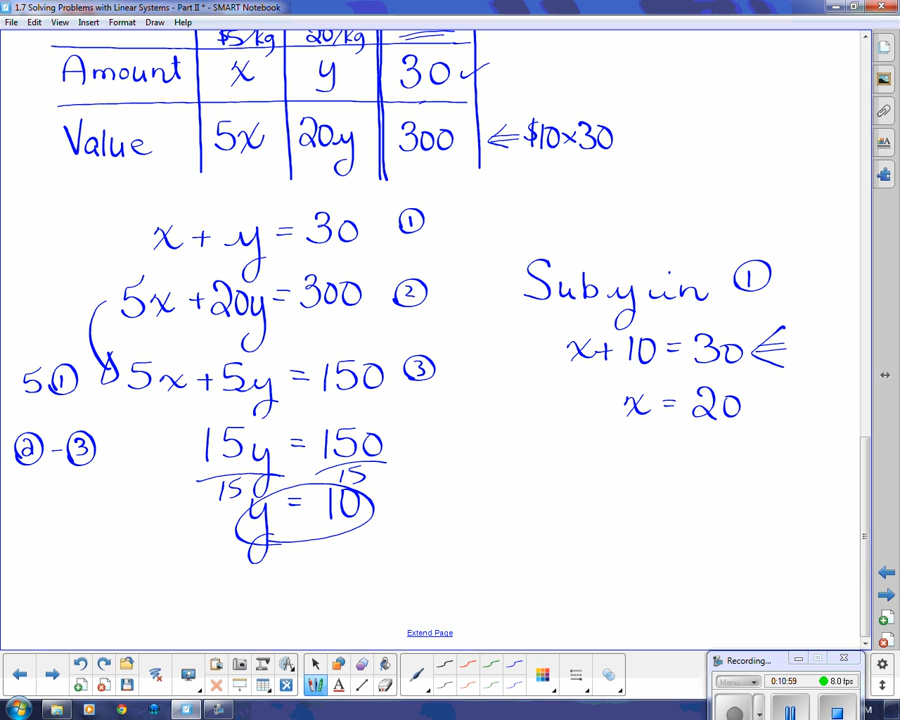 1.7 Solving Problems with Linear Systems - Part II * - SMART Notebook
File Edit View Insert Format Draw Help
$5/kg 20/kg
Amount x y 30 ✓
Value 5x 20y 300 ⇐ $10×30
x + y = 30 ①
5x + 20y = 300 ②
5① 5x + 5y = 150 ③
② - ③ 15y = 150
15 15
y = 10
Sub y in ①
x + 10 = 30 ⇐
x = 20
Extend Page
Recording...
Menu 0:10:59 8.0 fps